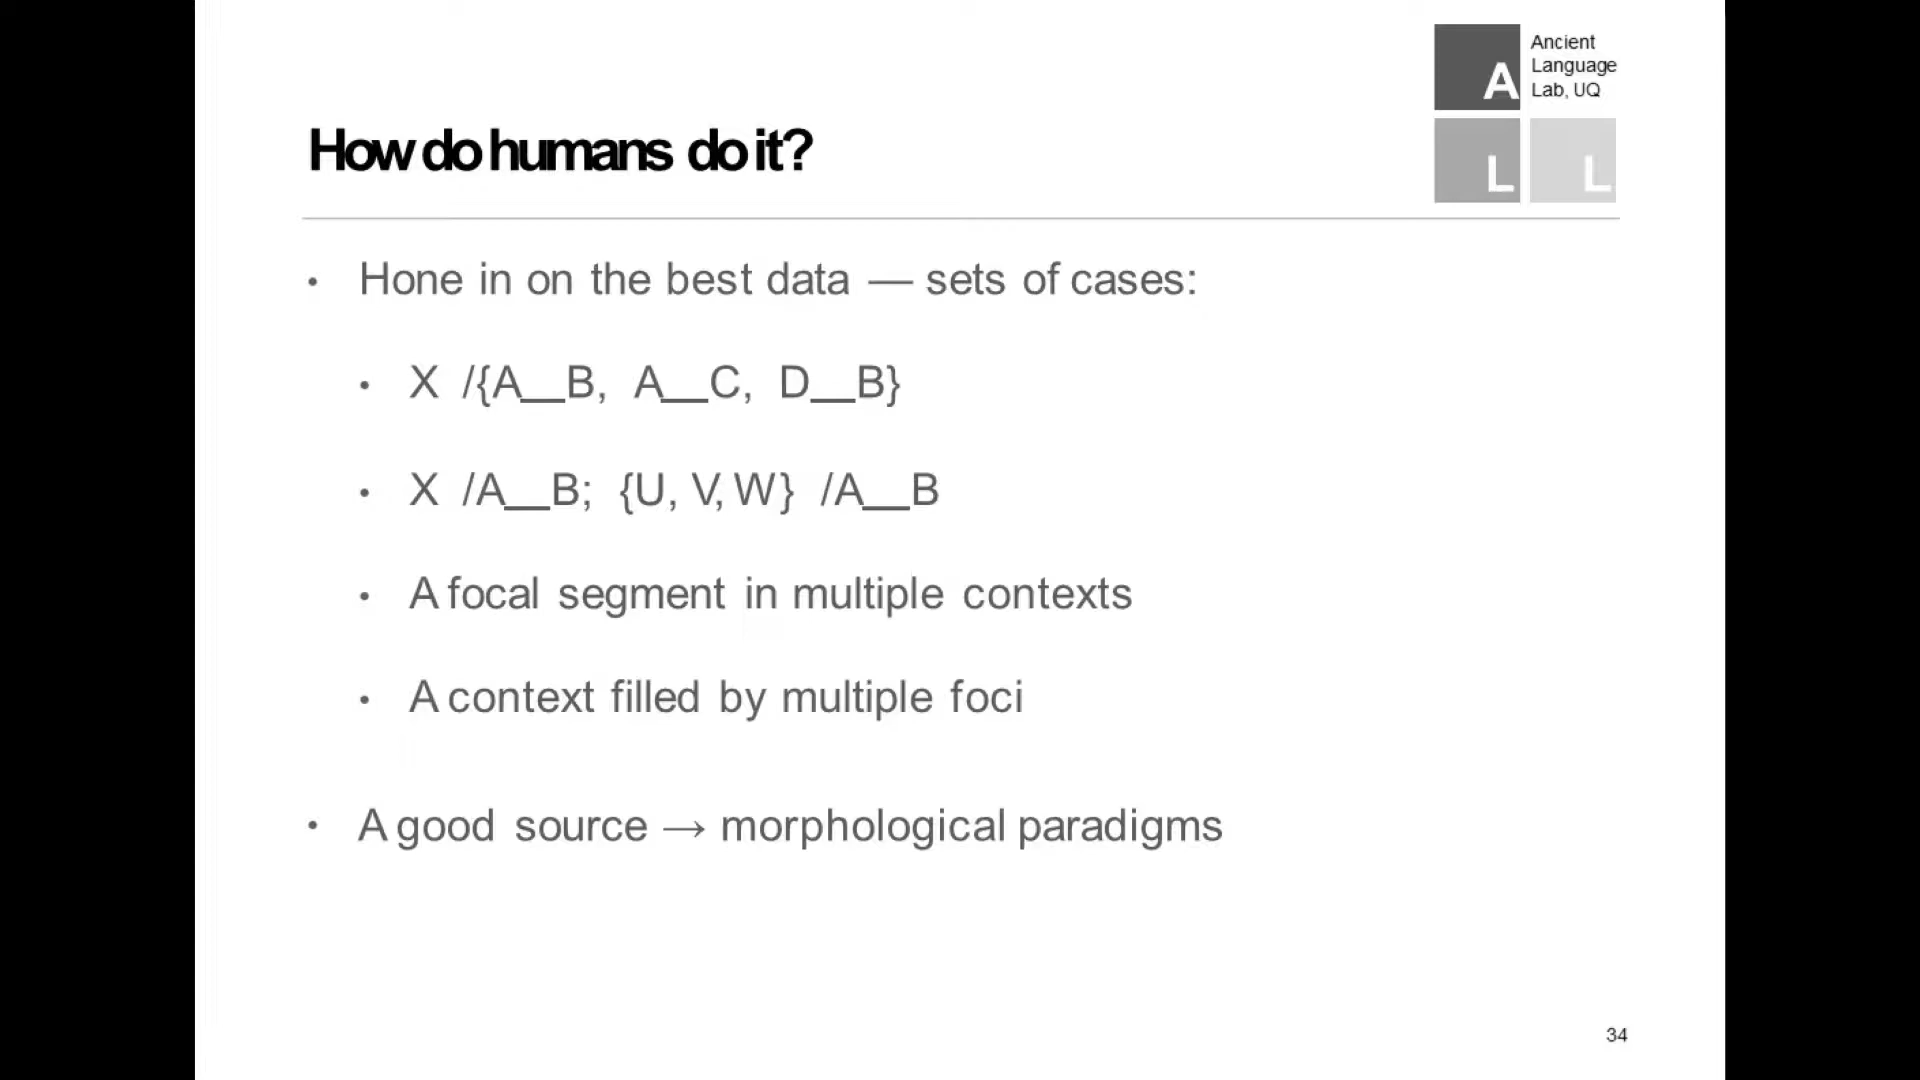 Ancient
Language
Lab, UQ
A
L L
How do humans do it?
• Hone in on the best data — sets of cases:
• X /{A__B, A__C, D__B}
• X /A__B; {U, V, W} /A__B
• A focal segment in multiple contexts
• A context filled by multiple foci
• A good source → morphological paradigms
34